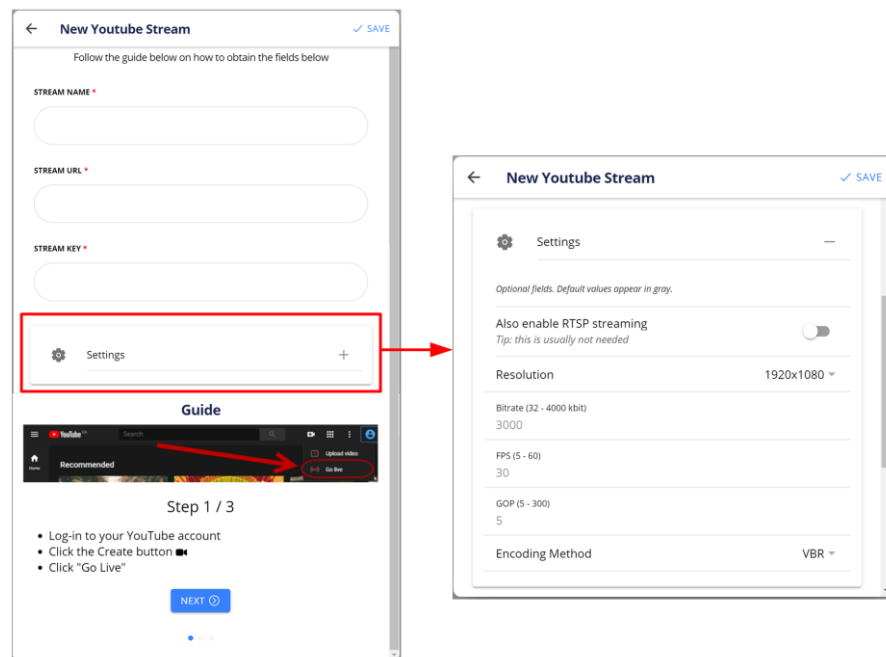 New Youtube Stream
SAVE
Follow the guide below on how to obtain the fields below
STREAM NAME *
STREAM URL *
STREAM KEY *
Settings
Guide
YouTube CA
Search
Upload video
Home
Recommended
Go live
Step 1 / 3
Log-in to your YouTube account
Click the Create button
Click "Go Live"
NEXT
New Youtube Stream
SAVE
Settings
Optional fields. Default values appear in gray.
Also enable RTSP streaming
Tip: this is usually not needed
Resolution 1920x1080
Bitrate (32 - 4000 kbit)
3000
FPS (5 - 60)
30
GOP (5 - 300)
5
Encoding Method VBR